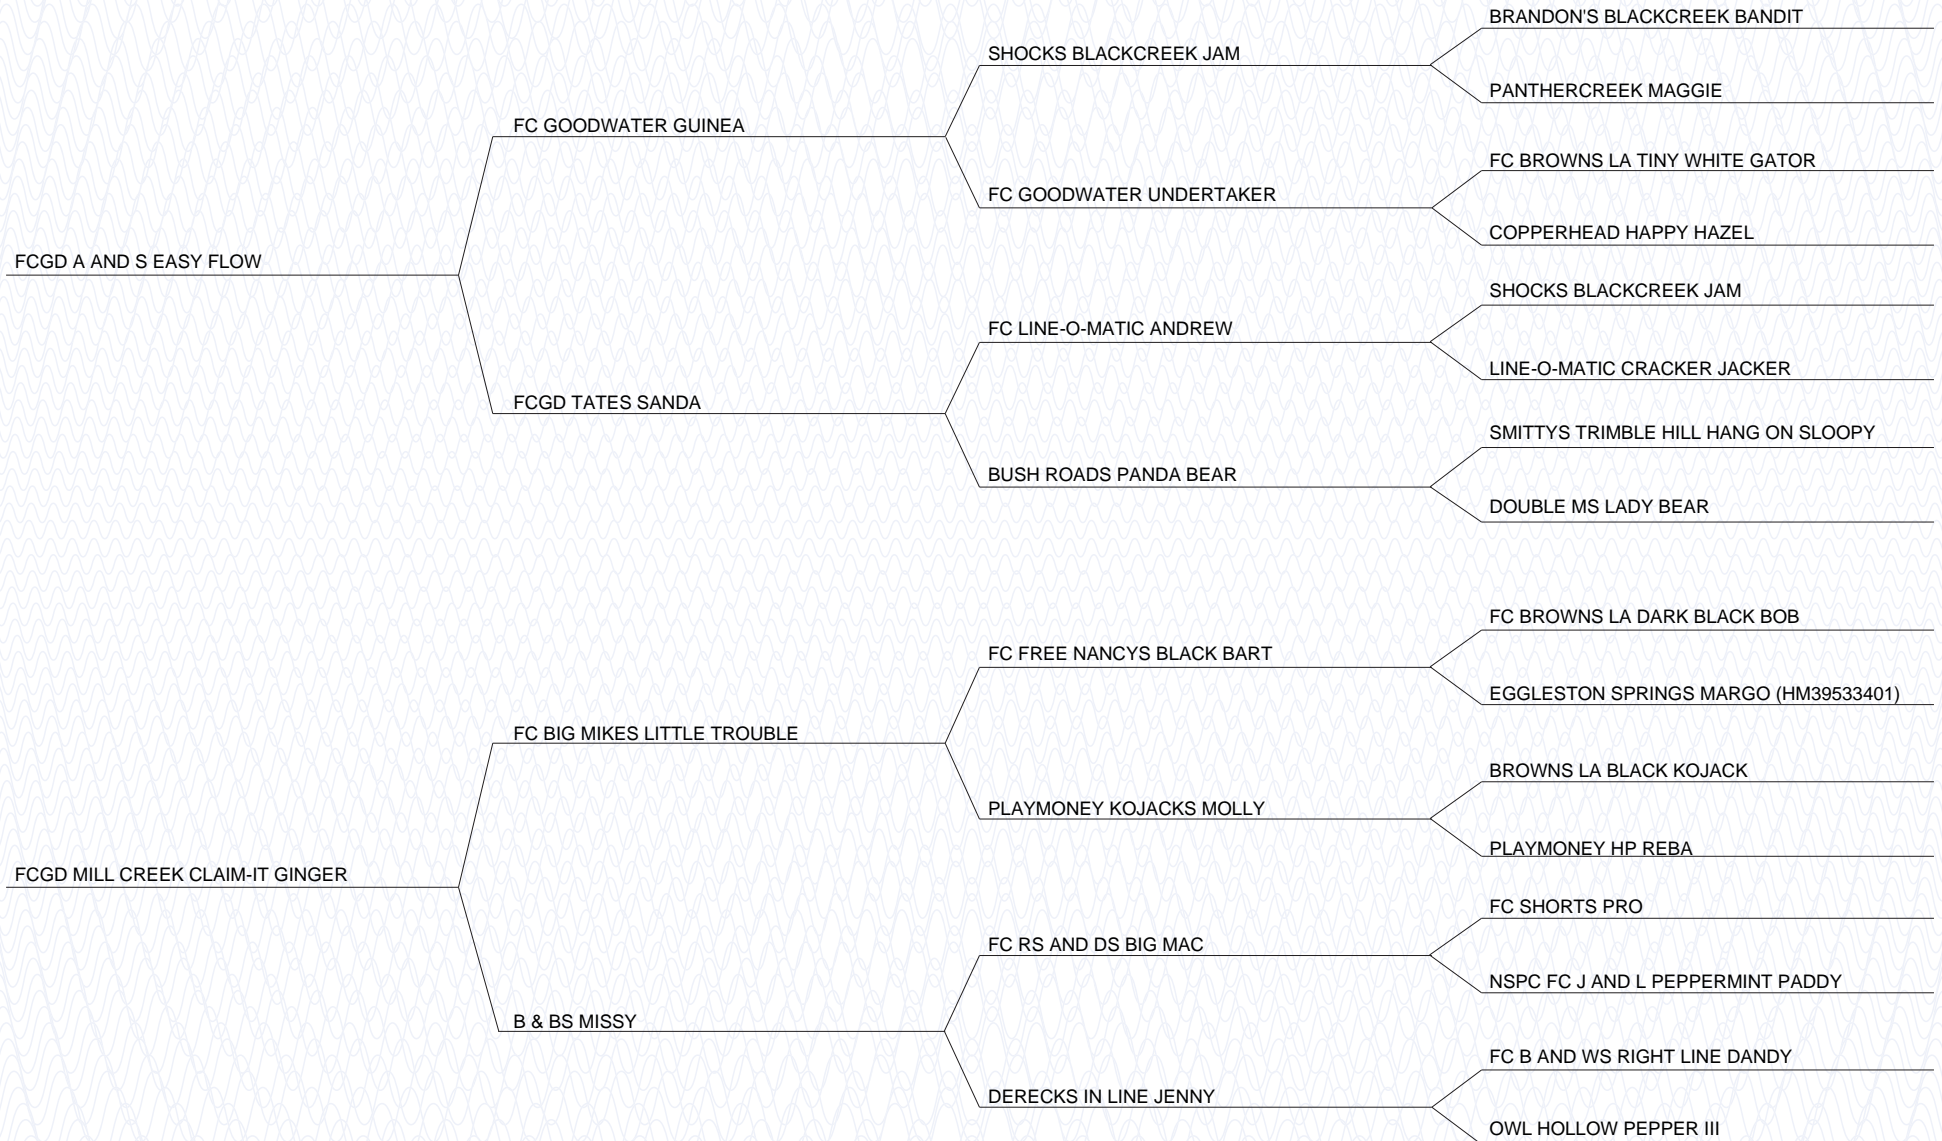 BRANDON'S BLACKCREEK BANDIT
SHOCKS BLACKCREEK JAM
PANTHERCREEK MAGGIE
FC GOODWATER GUINEA
FC BROWNS LA TINY WHITE GATOR
FC GOODWATER UNDERTAKER
COPPERHEAD HAPPY HAZEL
FCGD A AND S EASY FLOW
SHOCKS BLACKCREEK JAM
FC LINE-O-MATIC ANDREW
LINE-O-MATIC CRACKER JACKER
FCGD TATES SANDA
SMITTYS TRIMBLE HILL HANG ON SLOOPY
BUSH ROADS PANDA BEAR
DOUBLE MS LADY BEAR
FC BROWNS LA DARK BLACK BOB
FC FREE NANCYS BLACK BART
EGGLESTON SPRINGS MARGO (HM39533401)
FC BIG MIKES LITTLE TROUBLE
BROWNS LA BLACK KOJACK
PLAYMONEY KOJACKS MOLLY
PLAYMONEY HP REBA
FCGD MILL CREEK CLAIM-IT GINGER
FC SHORTS PRO
FC RS AND DS BIG MAC
NSPC FC J AND L PEPPERMINT PADDY
B & BS MISSY
FC B AND WS RIGHT LINE DANDY
DERECKS IN LINE JENNY
OWL HOLLOW PEPPER III